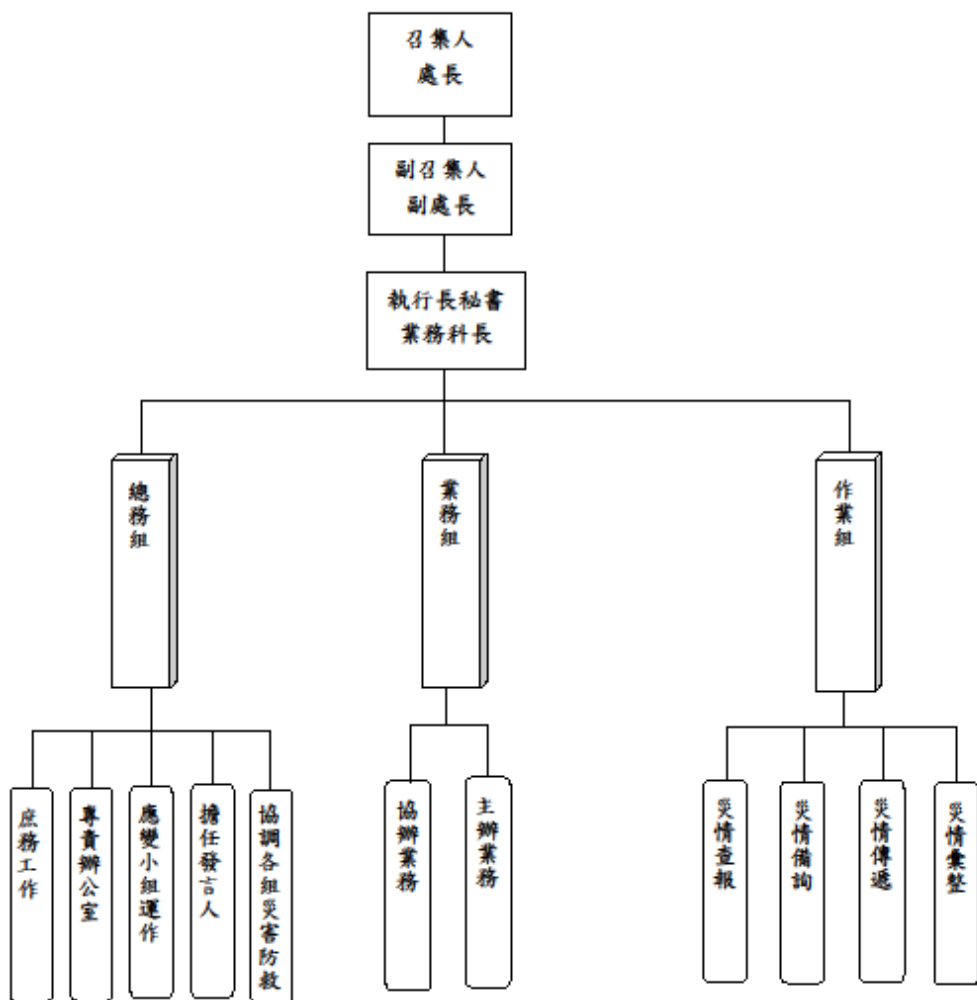 召集人
處長
副召集人
副處長
執行長秘書
業務科長
總務組
業務組
作業組
庶務工作
專責辦公室
應變小組運作
擔任發言人
協調各組災害防救
協辦業務
主辦業務
災情查報
災情備詢
災情傳遞
災情彙整